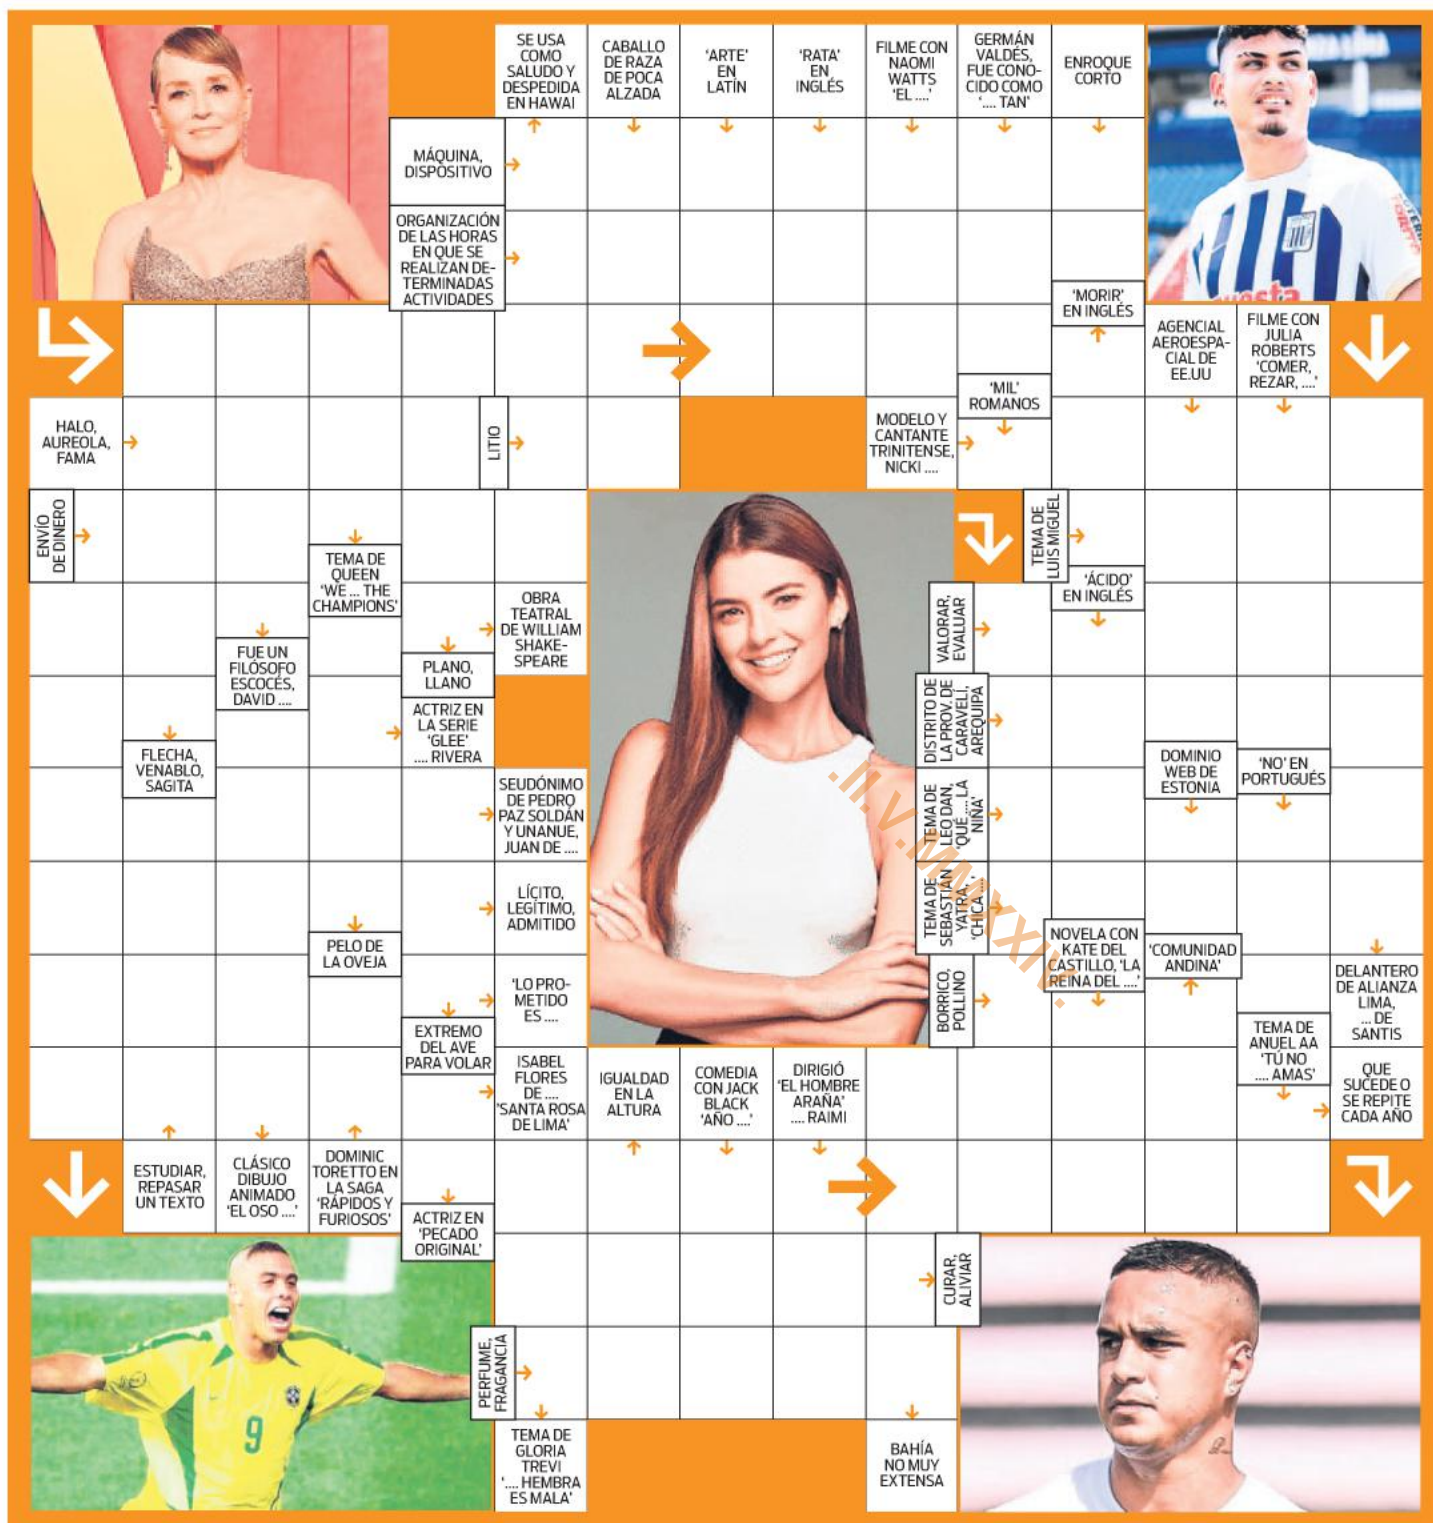 SE USA
COMO
SALUDO Y
DESPEDIDA
EN HAWAI
CABALLO
DE RAZA
DE POCA
ALZADA
'ARTE'
EN
LATÍN
'RATA'
EN
INGLÉS
FILME CON
NAOMI
WATTS
'EL ....'
GERMÁN
VALDÉS,
FUE CONO-
CIDO COMO
'.... TAN'
ENROQUE
CORTO
MÁQUINA,
DISPOSITIVO
ORGANIZACIÓN
DE LAS HORAS
EN QUE SE
REALIZAN DE-
TERMINADAS
ACTIVIDADES
'MORIR'
EN INGLÉS
AGENCIAL
AEROESPA-
CIAL DE
EE.UU
FILME CON
JULIA
ROBERTS
'COMER,
REZAR, ....'
HALO,
AUREOLA,
FAMA
LITIO
MODELO Y
CANTANTE
TRINITENSE,
NICKI ....
'MIL'
ROMANOS
ENVÍO
DE DINERO
TEMA DE
QUEEN
'WE ... THE
CHAMPIONS'
TEMA DE
LUIS MIGUEL
'ÁCIDO'
EN INGLÉS
OBRA
TEATRAL
DE WILLIAM
SHAKE-
SPEARE
VALORAR,
EVALUAR
FUE UN
FILÓSOFO
ESCOCÉS,
DAVID ....
PLANO,
LLANO
ACTRIZ EN
LA SERIE
'GLEE'
.... RIVERA
DISTRITO DE
LA PROV. DE
CARAVELÍ,
AREQUIPA
FLECHA,
VENABLO,
SAGITA
DOMINIO
WEB DE
ESTONIA
'NO' EN
PORTUGUÉS
SEUDÓNIMO
DE PEDRO
PAZ SOLDÁN
Y UNANUE,
JUAN DE ....
TEMA DE
LEO DAN,
'QUÉ .... LA
NIÑA'
.II.V.MMXXIV.
LÍCITO,
LEGÍTIMO,
ADMITIDO
TEMA DE
SEBASTIÁN
YATRA,
'CHICA ....'
PELO DE
LA OVEJA
NOVELA CON
KATE DEL
CASTILLO, 'LA
REINA DEL ....'
'COMUNIDAD
ANDINA'
'LO PRO-
METIDO
ES ....
BORRICO,
POLLINO
DELANTERO
DE ALIANZA
LIMA,
... DE
SANTIS
EXTREMO
DEL AVE
PARA VOLAR
TEMA DE
ANUEL AA
'TÚ NO
.... AMAS'
ISABEL
FLORES
DE ....
'SANTA ROSA
DE LIMA'
IGUALDAD
EN LA
ALTURA
COMEDIA
CON JACK
BLACK
'AÑO ....'
DIRIGIÓ
'EL HOMBRE
ARAÑA'
.... RAIMI
QUE
SUCEDE O
SE REPITE
CADA AÑO
ESTUDIAR,
REPASAR
UN TEXTO
CLÁSICO
DIBUJO
ANIMADO
'EL OSO ....'
DOMINIC
TORETTO EN
LA SAGA
'RÁPIDOS Y
FURIOSOS'
ACTRIZ EN
'PECADO
ORIGINAL'
CURAR,
ALIVIAR
9
PERFUME,
FRAGANCIA
TEMA DE
GLORIA
TREVI
'.... HEMBRA
ES MALA'
BAHÍA
NO MUY
EXTENSA